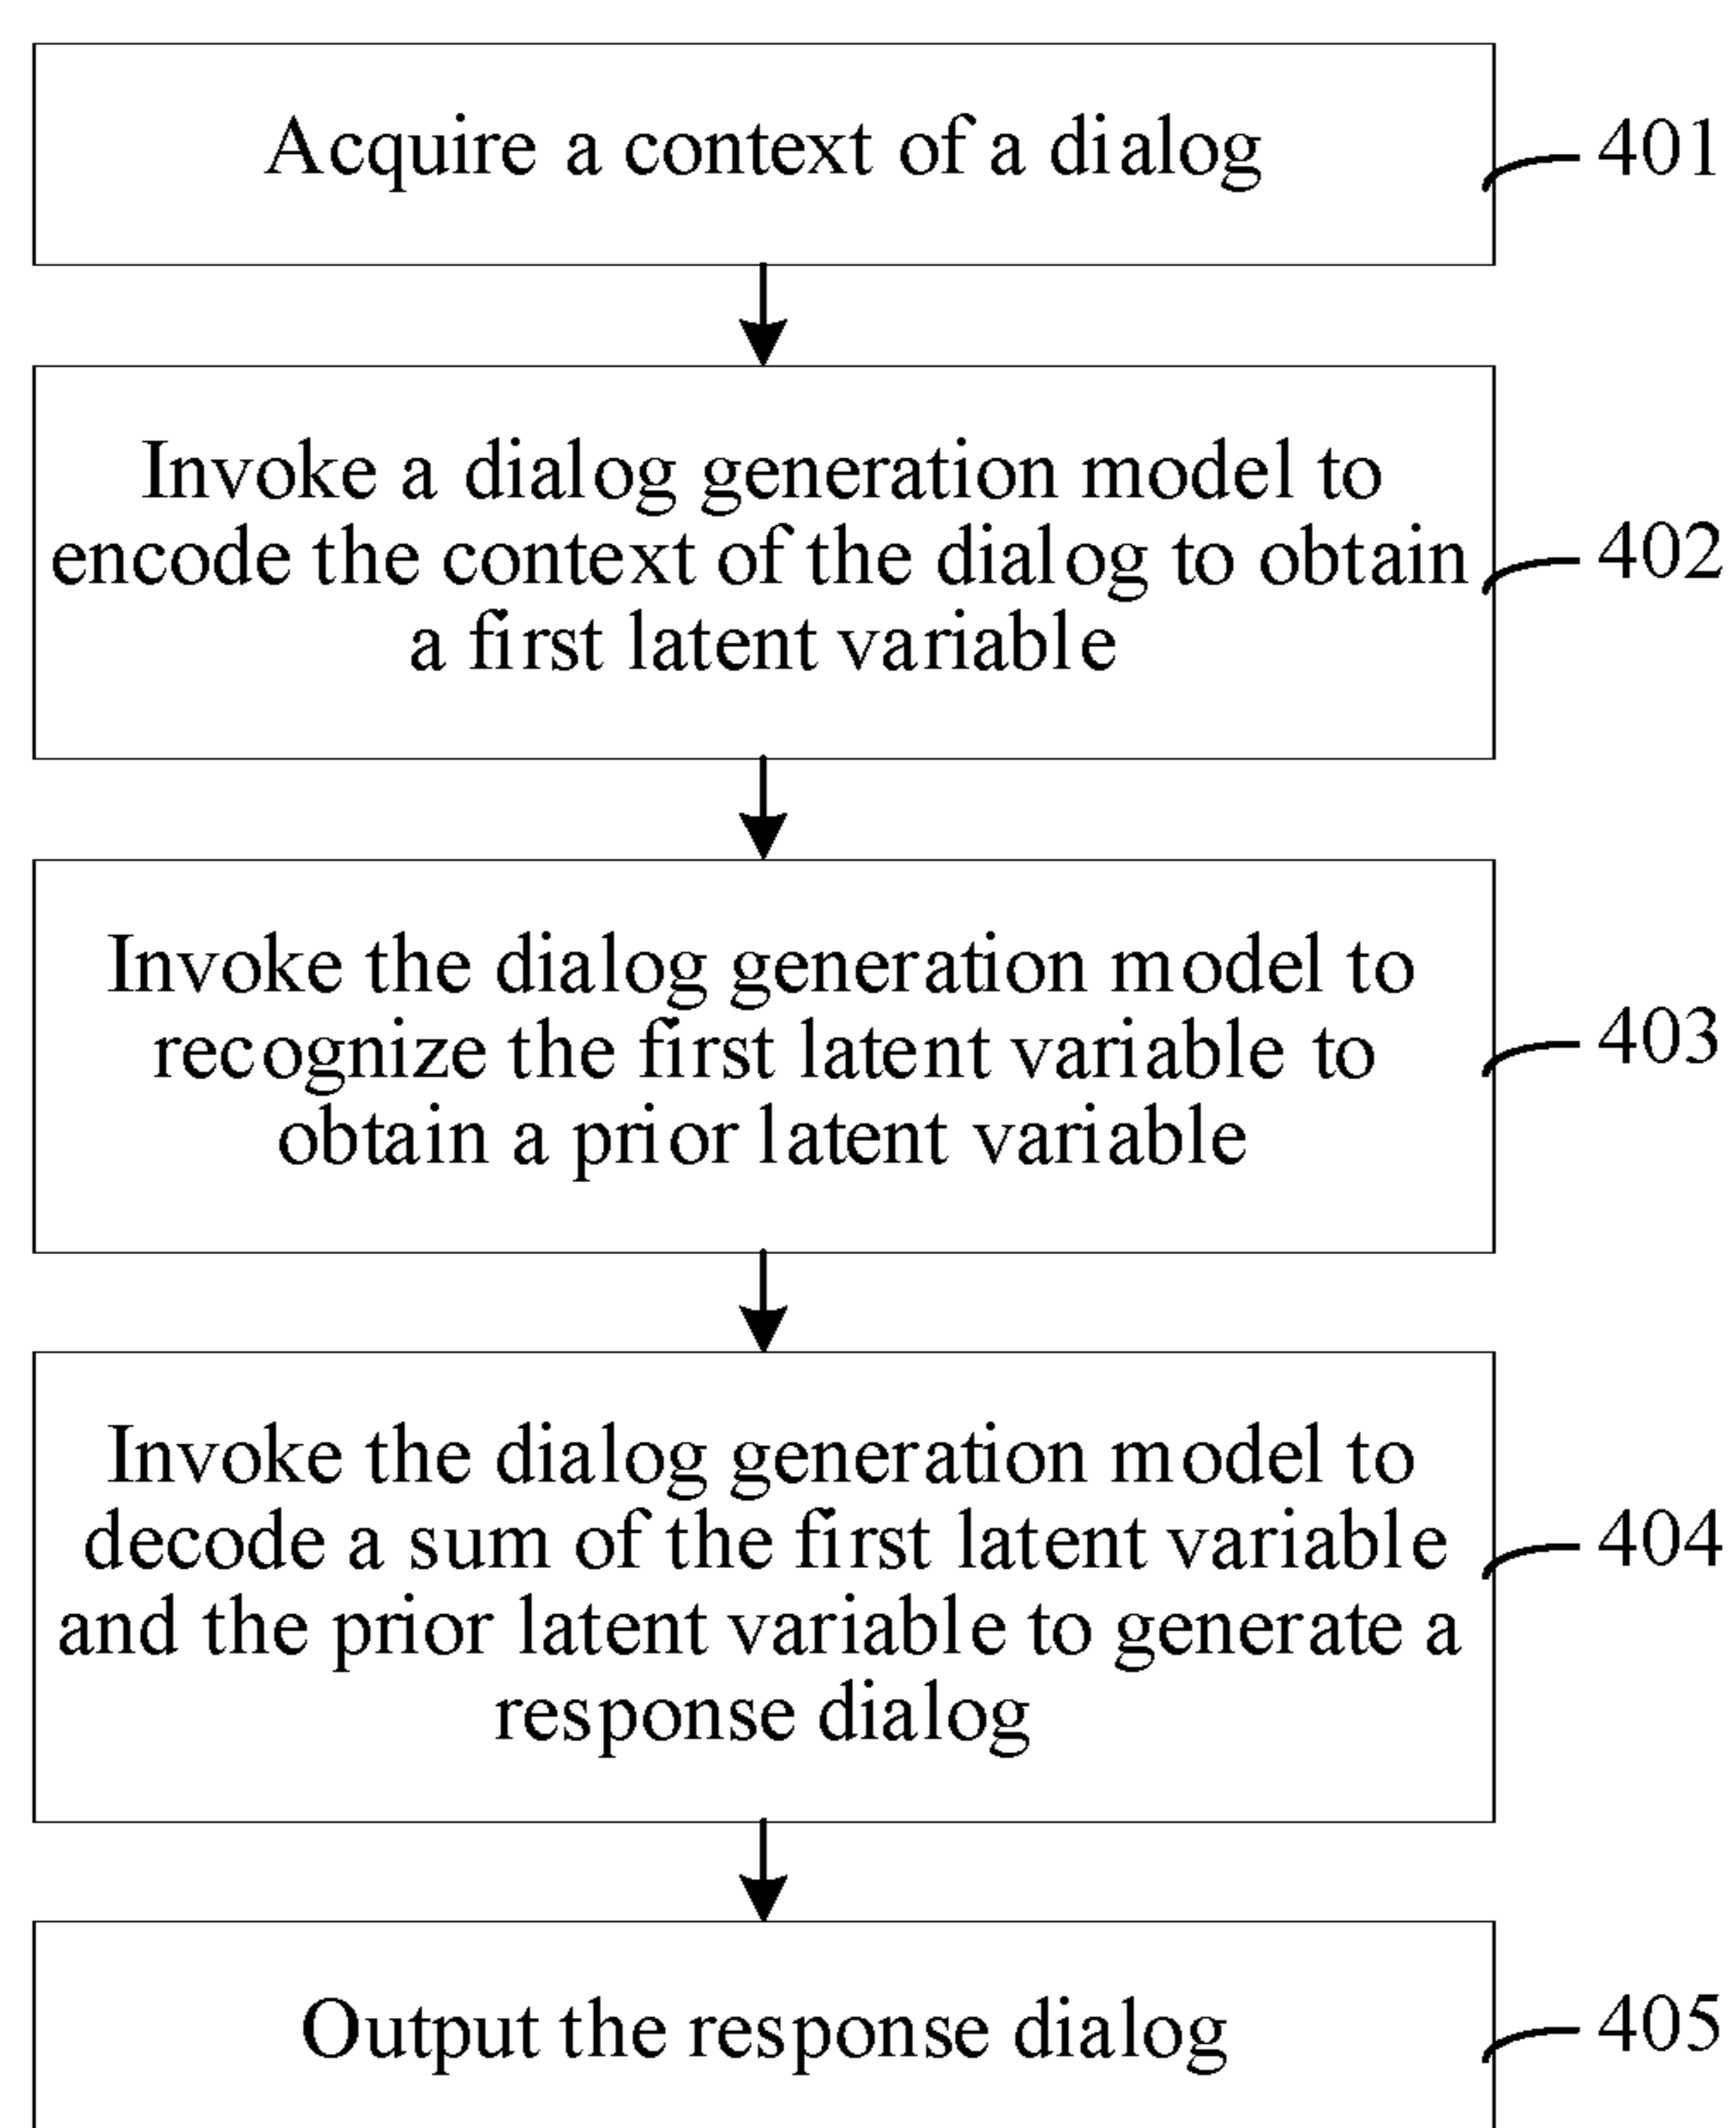 Acquire a context of a dialog
401
Invoke a dialog generation model to
encode the context of the dialog to obtain
a first latent variable
402
Invoke the dialog generation model to
recognize the first latent variable to
obtain a prior latent variable
403
Invoke the dialog generation model to
decode a sum of the first latent variable
and the prior latent variable to generate a
response dialog
404
Output the response dialog
405